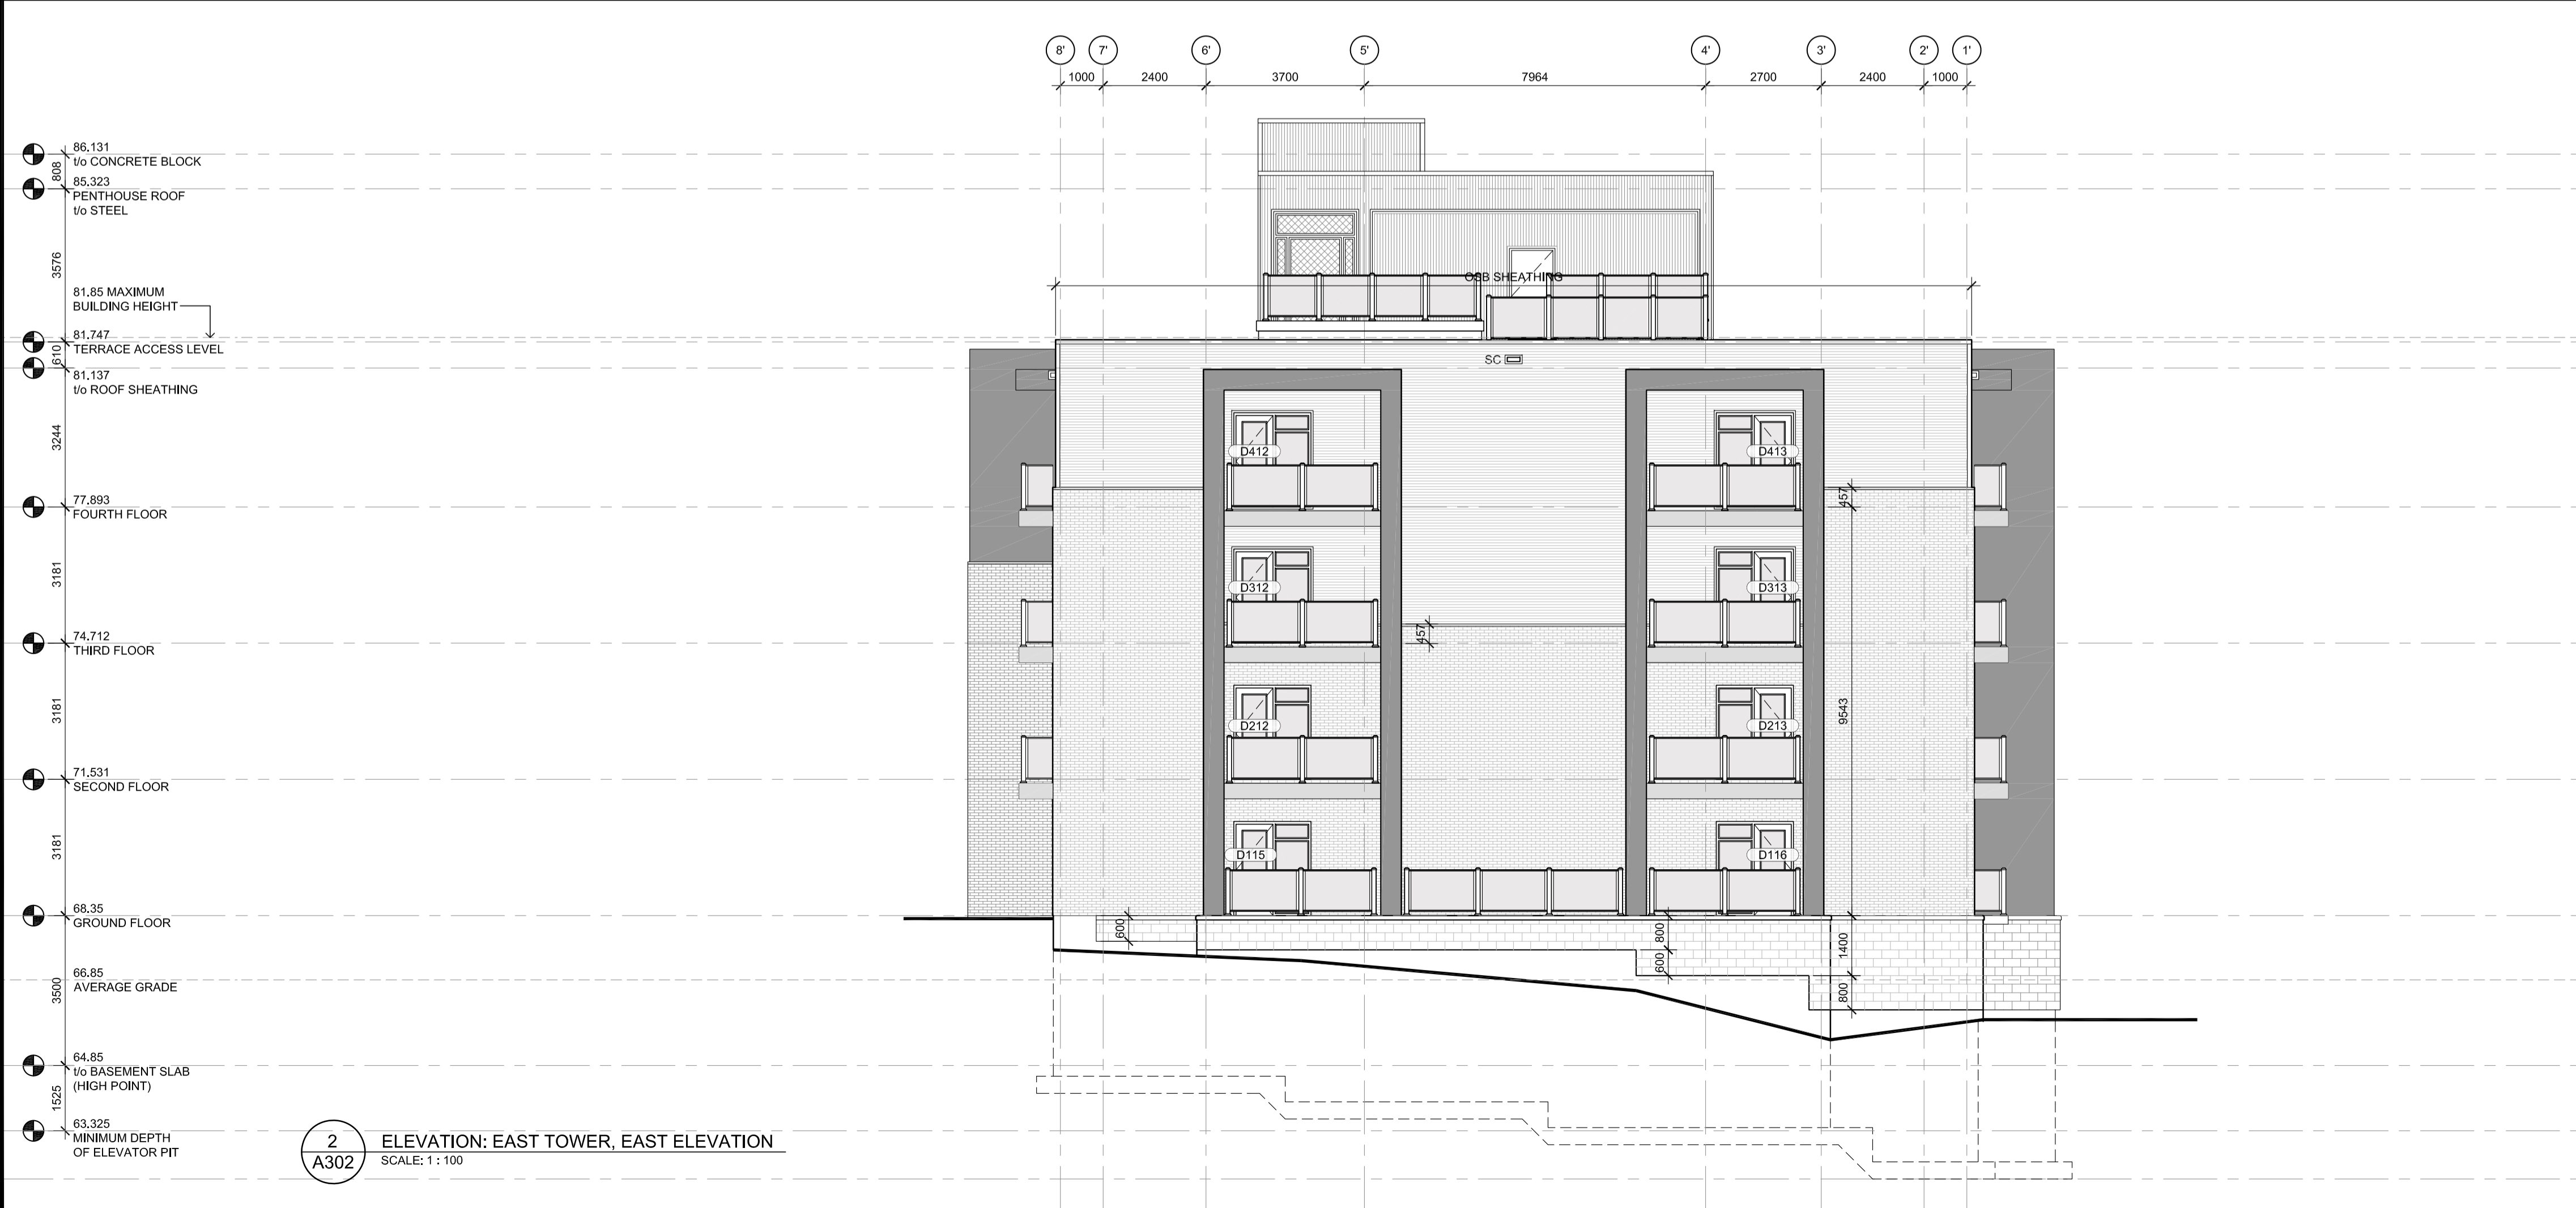 8' 7' 6' 5' 4' 3' 2' 1'
1000 2400 3700 7964 2700 2400 1000
86.131
t/o CONCRETE BLOCK
808
85.323
PENTHOUSE ROOF
t/o STEEL
3576
81.85 MAXIMUM
BUILDING HEIGHT
81.747
TERRACE ACCESS LEVEL
610
81.137
t/o ROOF SHEATHING
3244
77.893
FOURTH FLOOR
3181
74.712
THIRD FLOOR
3181
71.531
SECOND FLOOR
3181
68.35
GROUND FLOOR
66.85
AVERAGE GRADE
3500
64.85
t/o BASEMENT SLAB
(HIGH POINT)
1525
63.325
MINIMUM DEPTH
OF ELEVATOR PIT
OSB SHEATHING
SC
D412 D413
457
D312 D313
457
D212 D213
9543
D115 D116
600 800 1400
600 800
2
A302
ELEVATION: EAST TOWER, EAST ELEVATION
SCALE: 1 : 100